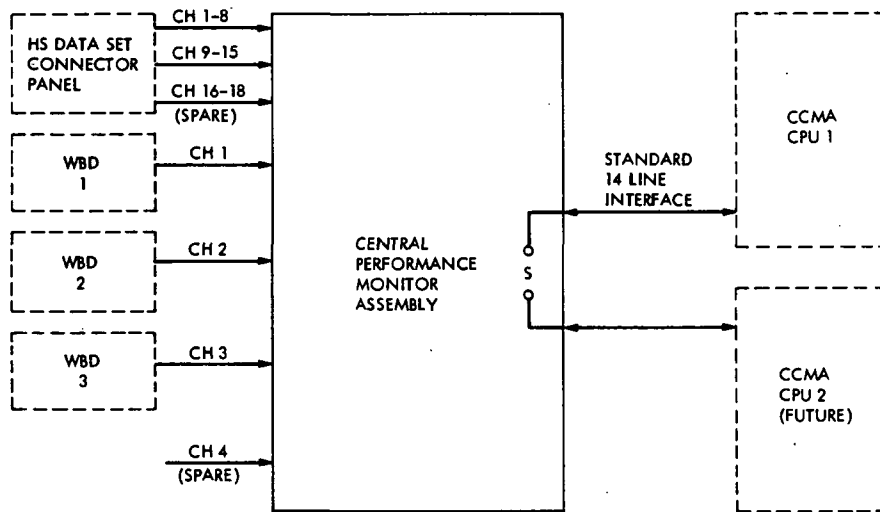 HS DATA SET
CONNECTOR
PANEL
CH 1-8
CH 9-15
CH 16-18
(SPARE)
WBD
1
CH 1
WBD
2
CH 2
WBD
3
CH 3
CH 4
(SPARE)
CENTRAL
PERFORMANCE
MONITOR
ASSEMBLY
S
STANDARD
14 LINE
INTERFACE
CCMA
CPU 1
CCMA
CPU 2
(FUTURE)